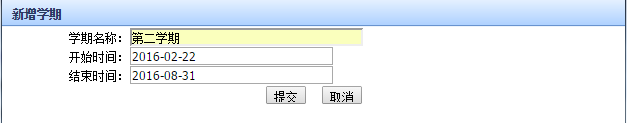 新增学期
学期名称：第二学期
开始时间：2016-02-22
结束时间：2016-08-31
提交 取消